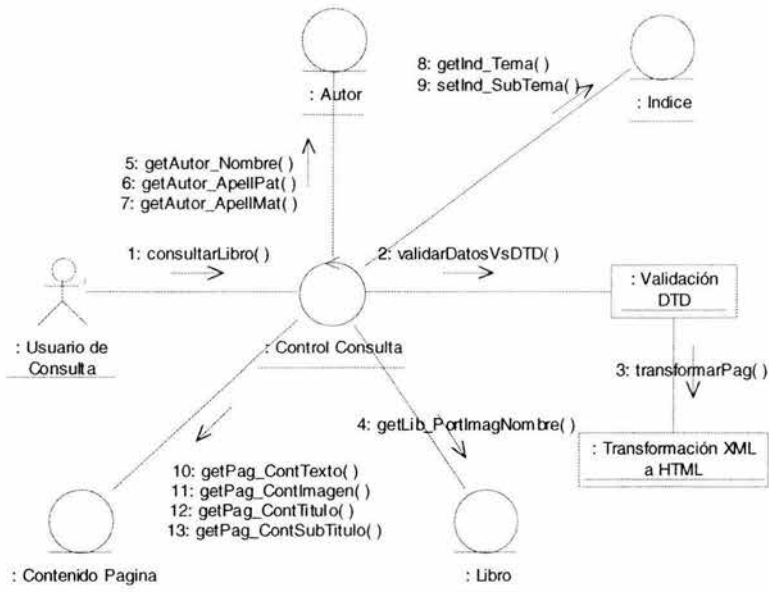 8: getInd_Tema( )
9: setInd_SubTema( )
: Autor
: Indice
5: getAutor_Nombre( )
6: getAutor_ApellPat( )
7: getAutor_ApellMat( )
1: consultarLibro( )
2: validarDatosVsDTD( )
: Validación
DTD
: Usuario de
Consulta
: Control Consulta
3: transformarPag( )
4: getLib_PortImagNombre( )
: Transformación XML
a HTML
10: getPag_ContTexto( )
11: getPag_ContImagen( )
12: getPag_ContTitulo( )
13: getPag_ContSubTitulo( )
: Contenido Pagina
: Libro